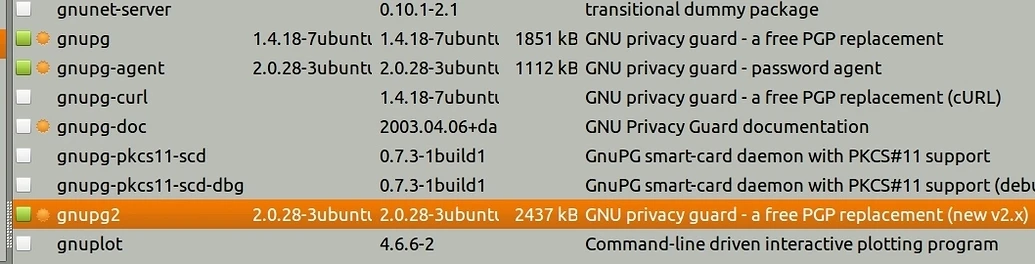 gnunet-server 0.10.1-2.1 transitional dummy package
gnupg 1.4.18-7ubuntu 1.4.18-7ubuntu 1851 kB GNU privacy guard - a free PGP replacement
gnupg-agent 2.0.28-3ubuntu 2.0.28-3ubuntu 1112 kB GNU privacy guard - password agent
gnupg-curl 1.4.18-7ubuntu GNU privacy guard - a free PGP replacement (cURL)
gnupg-doc 2003.04.06+da GNU Privacy Guard documentation
gnupg-pkcs11-scd 0.7.3-1build1 GnuPG smart-card daemon with PKCS#11 support
gnupg-pkcs11-scd-dbg 0.7.3-1build1 GnuPG smart-card daemon with PKCS#11 support (debu
gnupg2 2.0.28-3ubuntu 2.0.28-3ubuntu 2437 kB GNU privacy guard - a free PGP replacement (new v2.x)
gnuplot 4.6.6-2 Command-line driven interactive plotting program